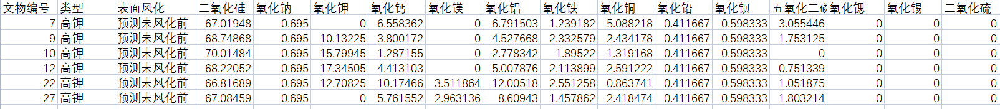 文物编号 类型 表面风化 二氧化硅 氧化钠 氧化钾 氧化钙 氧化镁 氧化铝 氧化铁 氧化铜 氧化铅 氧化钡 五氧化二磷 氧化锶 氧化锡 二氧化硫
7 高钾 预测未风化前 67.01948 0.695 0 6.558362 0 6.791503 1.239182 5.088218 0.411667 0.598333 3.055446 0 0 0
9 高钾 预测未风化前 68.74868 0.695 10.13225 3.800172 0 4.527668 2.332579 2.434178 0.411667 0.598333 1.753125 0 0 0
10 高钾 预测未风化前 70.01484 0.695 15.79945 1.287155 0 2.778342 1.89522 1.319168 0.411667 0.598333 0 0 0 0
12 高钾 预测未风化前 68.22052 0.695 17.34505 4.413103 0 5.007876 2.113899 2.591222 0.411667 0.598333 0.751339 0 0 0
22 高钾 预测未风化前 66.81689 0.695 12.70825 10.17466 3.511864 12.00518 2.551258 0.863741 0.411667 0.598333 1.051875 0 0 0
27 高钾 预测未风化前 67.08459 0.695 0 5.761552 2.963136 8.60943 1.457862 2.418474 0.411667 0.598333 1.803214 0 0 0